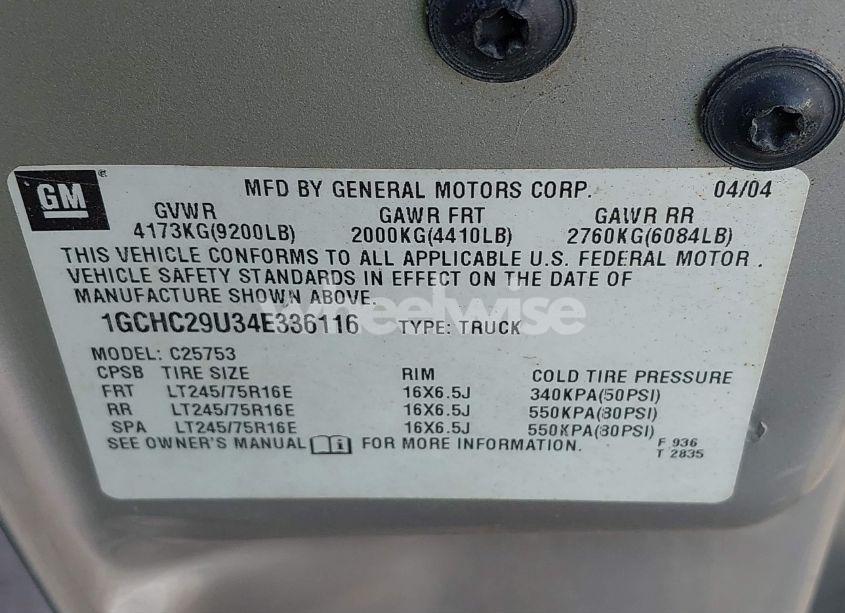 GM MFD BY GENERAL MOTORS CORP. 04/04
GVWR GAWR FRT GAWR RR
4173KG(9200LB) 2000KG(4410LB) 2760KG(6084LB)
THIS VEHICLE CONFORMS TO ALL APPLICABLE U.S. FEDERAL MOTOR
VEHICLE SAFETY STANDARDS IN EFFECT ON THE DATE OF
MANUFACTURE SHOWN ABOVE.
wheelwise
1GCHC29U34E336116 TYPE: TRUCK
MODEL: C25753
CPSB TIRE SIZE RIM COLD TIRE PRESSURE
FRT LT245/75R16E 16X6.5J 340KPA(50PSI)
RR LT245/75R16E 16X6.5J 550KPA(80PSI)
SPA LT245/75R16E 16X6.5J 550KPA(80PSI)
SEE OWNER'S MANUAL i FOR MORE INFORMATION.
F 936
T 2835